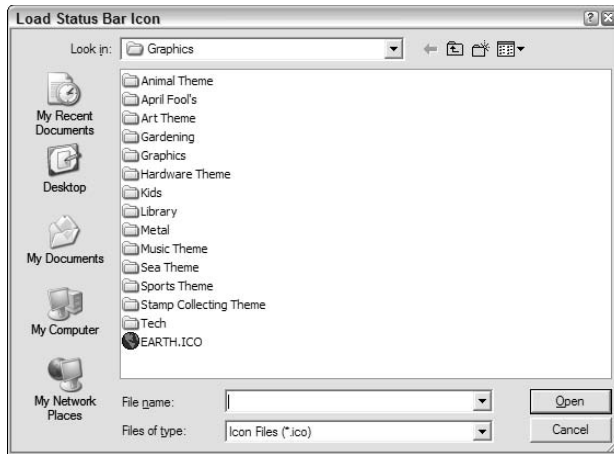 Load Status Bar Icon
Look in: Graphics
My Recent
Documents
Desktop
My Documents
My Computer
My Network
Places
Animal Theme
April Fool's
Art Theme
Gardening
Graphics
Hardware Theme
Kids
Library
Metal
Music Theme
Sea Theme
Sports Theme
Stamp Collecting Theme
Tech
EARTH.ICO
File name:
Open
Files of type: Icon Files (*.ico)
Cancel